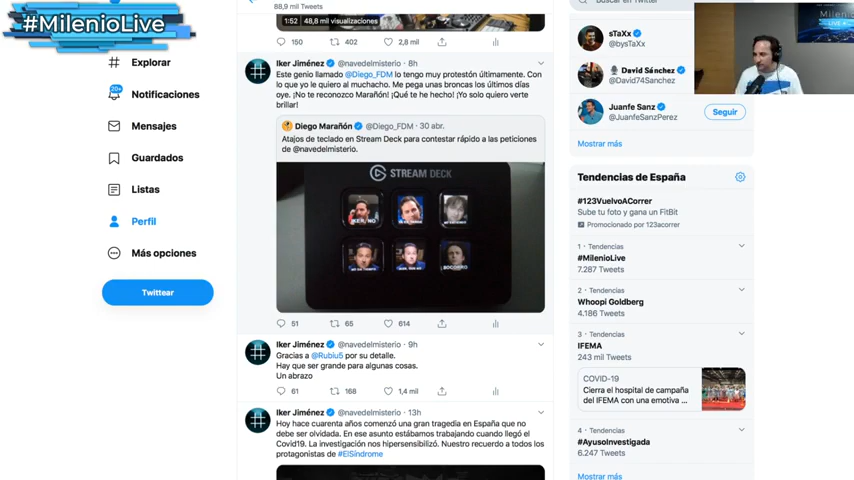 #MilenioLive
Explorar
20+
Notificaciones
Mensajes
Guardados
Listas
Perfil
Más opciones
Twittear
88,9 mil Tweets
1:52 48,8 mil visualizaciones
150 402 2,8 mil
Iker Jiménez @navedelmisterio · 8h
Este genio llamado @Diego_FDM lo tengo muy protestón últimamente. Con
lo que yo le quiero al muchacho. Me pega unas broncas los últimos días
oye. ¡No te reconozco Marañón! ¡Qué te he hecho! ¡Yo solo quiero verte
brillar!
Diego Marañón @Diego_FDM · 30 abr.
Atajos de teclado en Stream Deck para contestar rápido a las peticiones
de @navedelmisterio.
STREAM DECK
IKER, NO
SOCORRO
51 65 614
Iker Jiménez @navedelmisterio · 9h
Gracias a @Rubiu5 por su detalle.
Hay que ser grande para algunas cosas.
Un abrazo
61 168 1,4 mil
Iker Jiménez @navedelmisterio · 13h
Hoy hace cuarenta años comenzó una gran tragedia en España que no
debe ser olvidada. En ese asunto estábamos trabajando cuando llegó el
Covid19. La investigación nos hipersensibilizó. Nuestro recuerdo a todos los
protagonistas de #ElSíndrome
Buscar en Twitter
sTaXx
@bysTaXx
David Sánchez
@David74Sanchez
Juanfe Sanz
@JuanfeSanzPerez
Seguir
Mostrar más
Tendencias de España
#123VuelvoACorrer
Sube tu foto y gana un FitBit
Promocionado por 123acorrer
1 · Tendencias
#MilenioLive
7.287 Tweets
2 · Tendencias
Whoopi Goldberg
4.186 Tweets
3 · Tendencias
IFEMA
243 mil Tweets
COVID-19
Cierra el hospital de campaña
del IFEMA con una emotiva ...
4 · Tendencias
#AyusoInvestigada
6.247 Tweets
Mostrar más